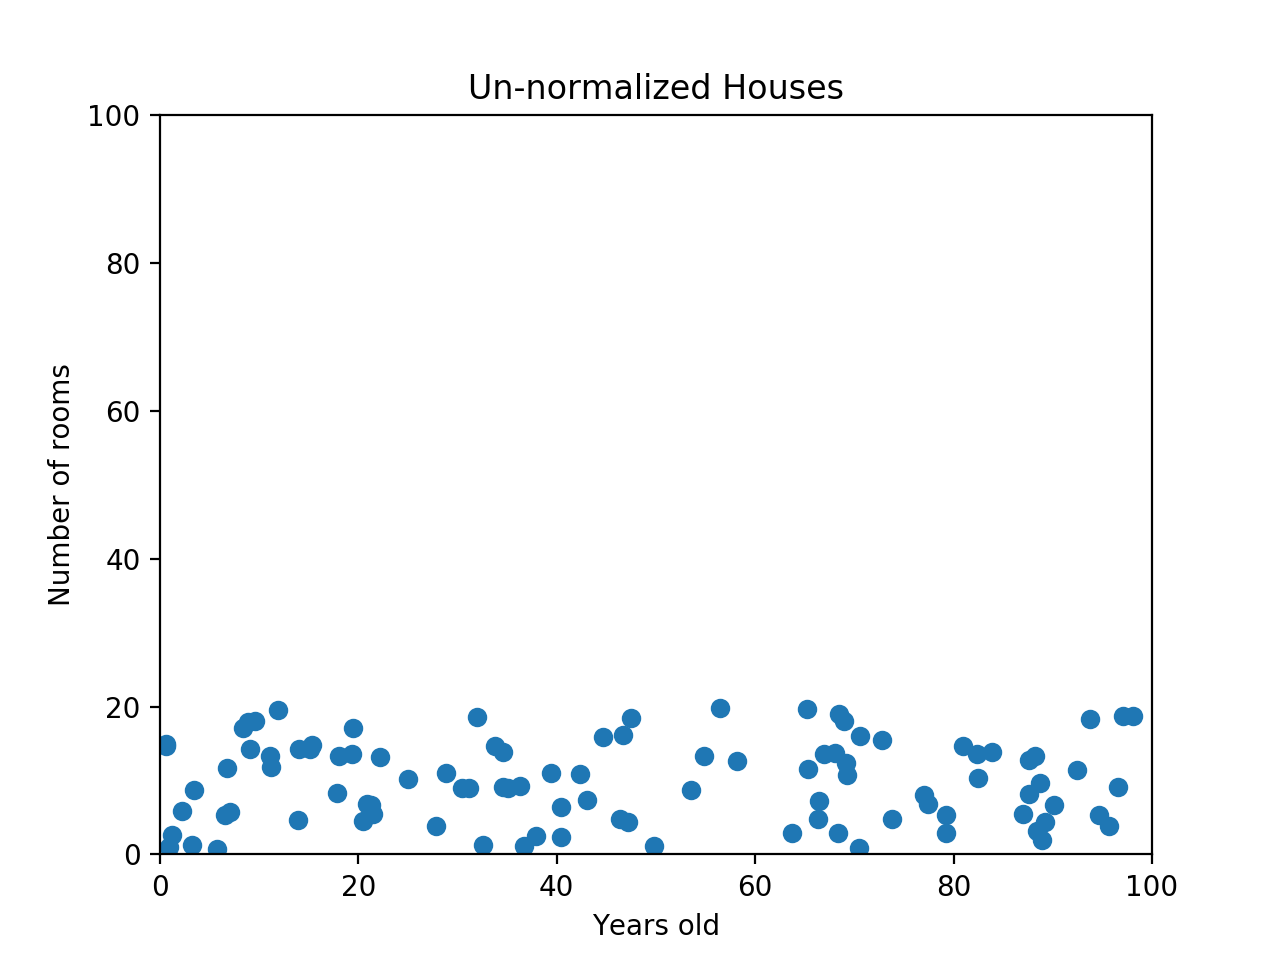 Un-normalized Houses
100
80
60
40
20
0
Number of rooms
0 20 40 60 80 100
Years old